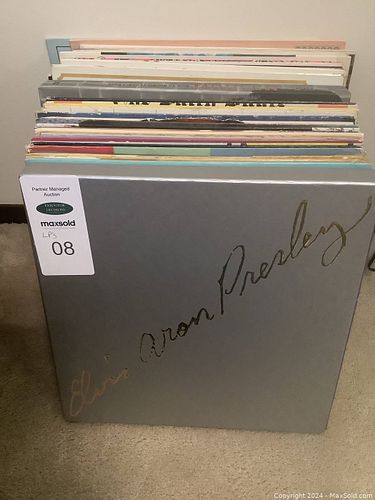 Partner Managed
Auction
maxsold
LPs
08
Elvis Aron Presley
Copyright 2024 - MaxSold.com